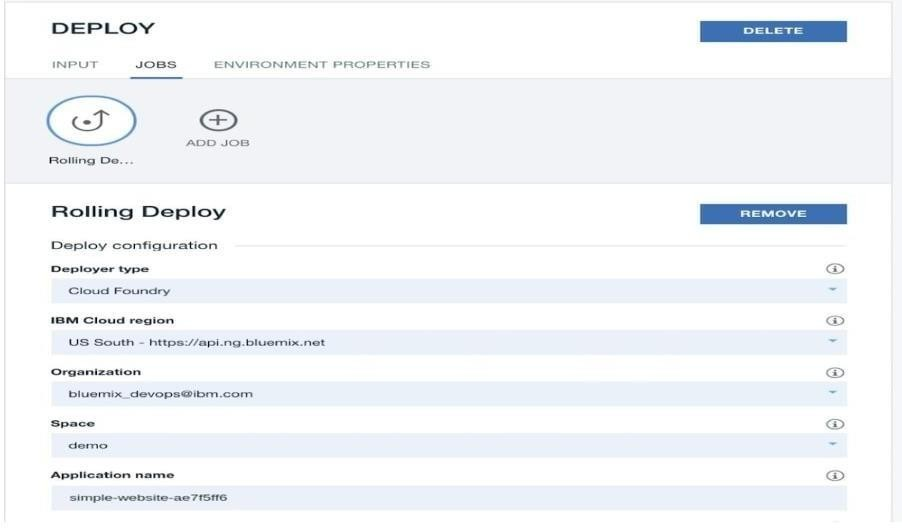 DEPLOY
DELETE
INPUT JOBS ENVIRONMENT PROPERTIES
ADD JOB
Rolling De...
Rolling Deploy
REMOVE
Deploy configuration
Deployer type
Cloud Foundry
IBM Cloud region
US South - https://api.ng.bluemix.net
Organization
bluemix_devops@ibm.com
Space
demo
Application name
simple-website-ae7f5ff6